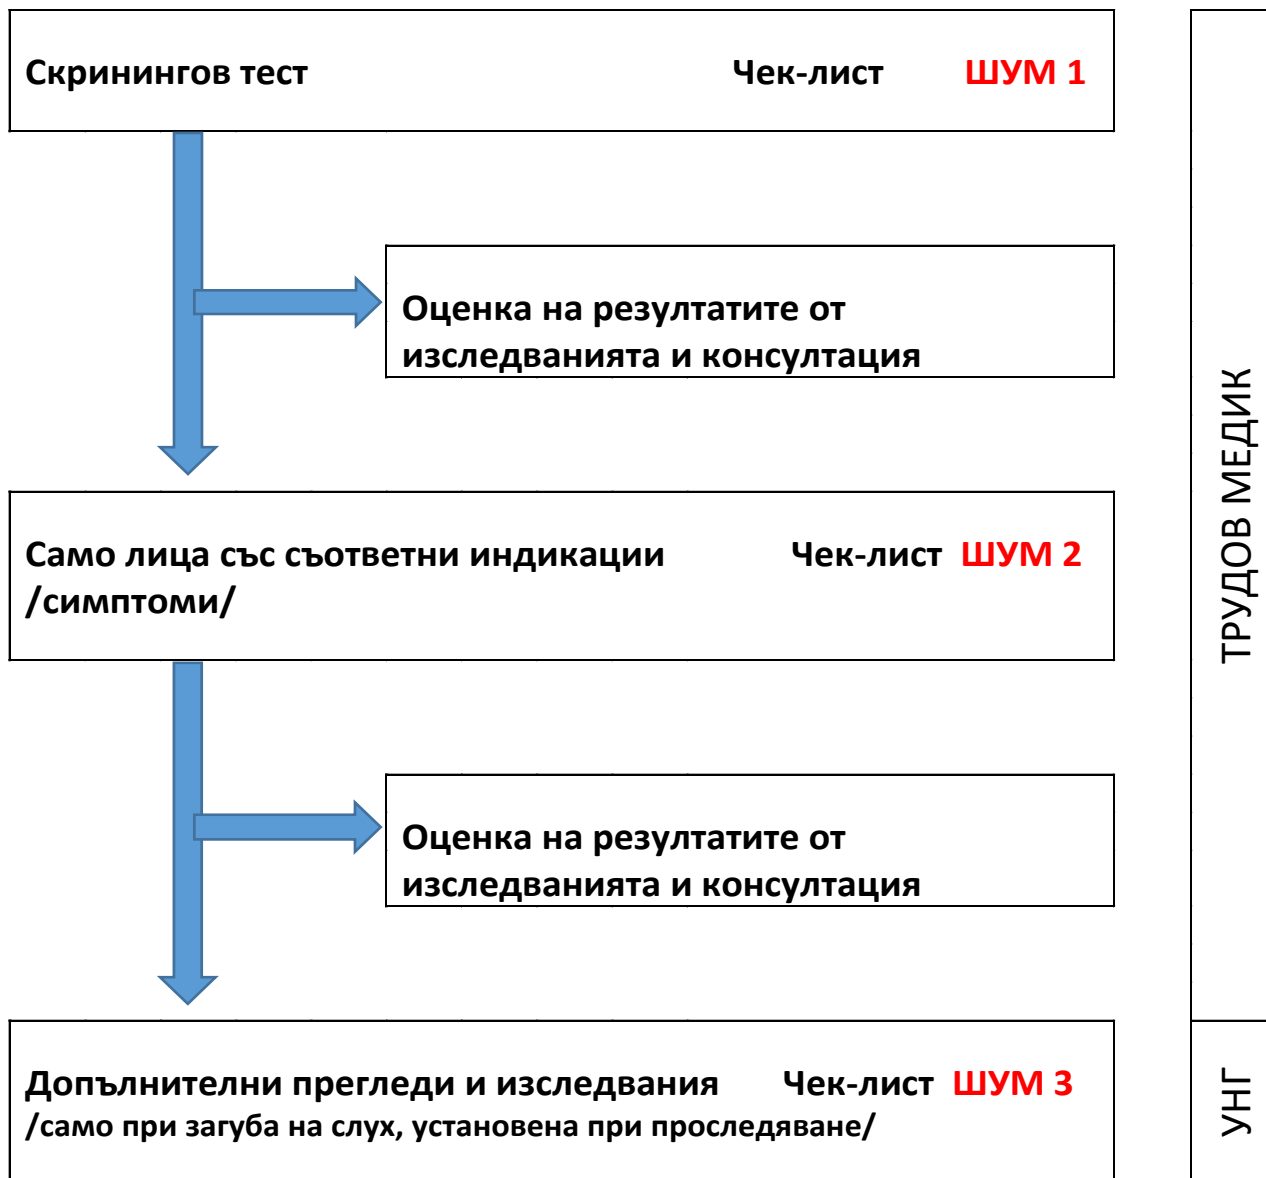 Скринингов тест Чек-лист ШУМ 1
Оценка на резултатите от
изследванията и консултация
Само лица със съответни индикации Чек-лист ШУМ 2
/симптоми/
Оценка на резултатите от
изследванията и консултация
Допълнителни прегледи и изследвания Чек-лист ШУМ 3
/само при загуба на слух, установена при проследяване/
ТРУДОВ МЕДИК
УНГ